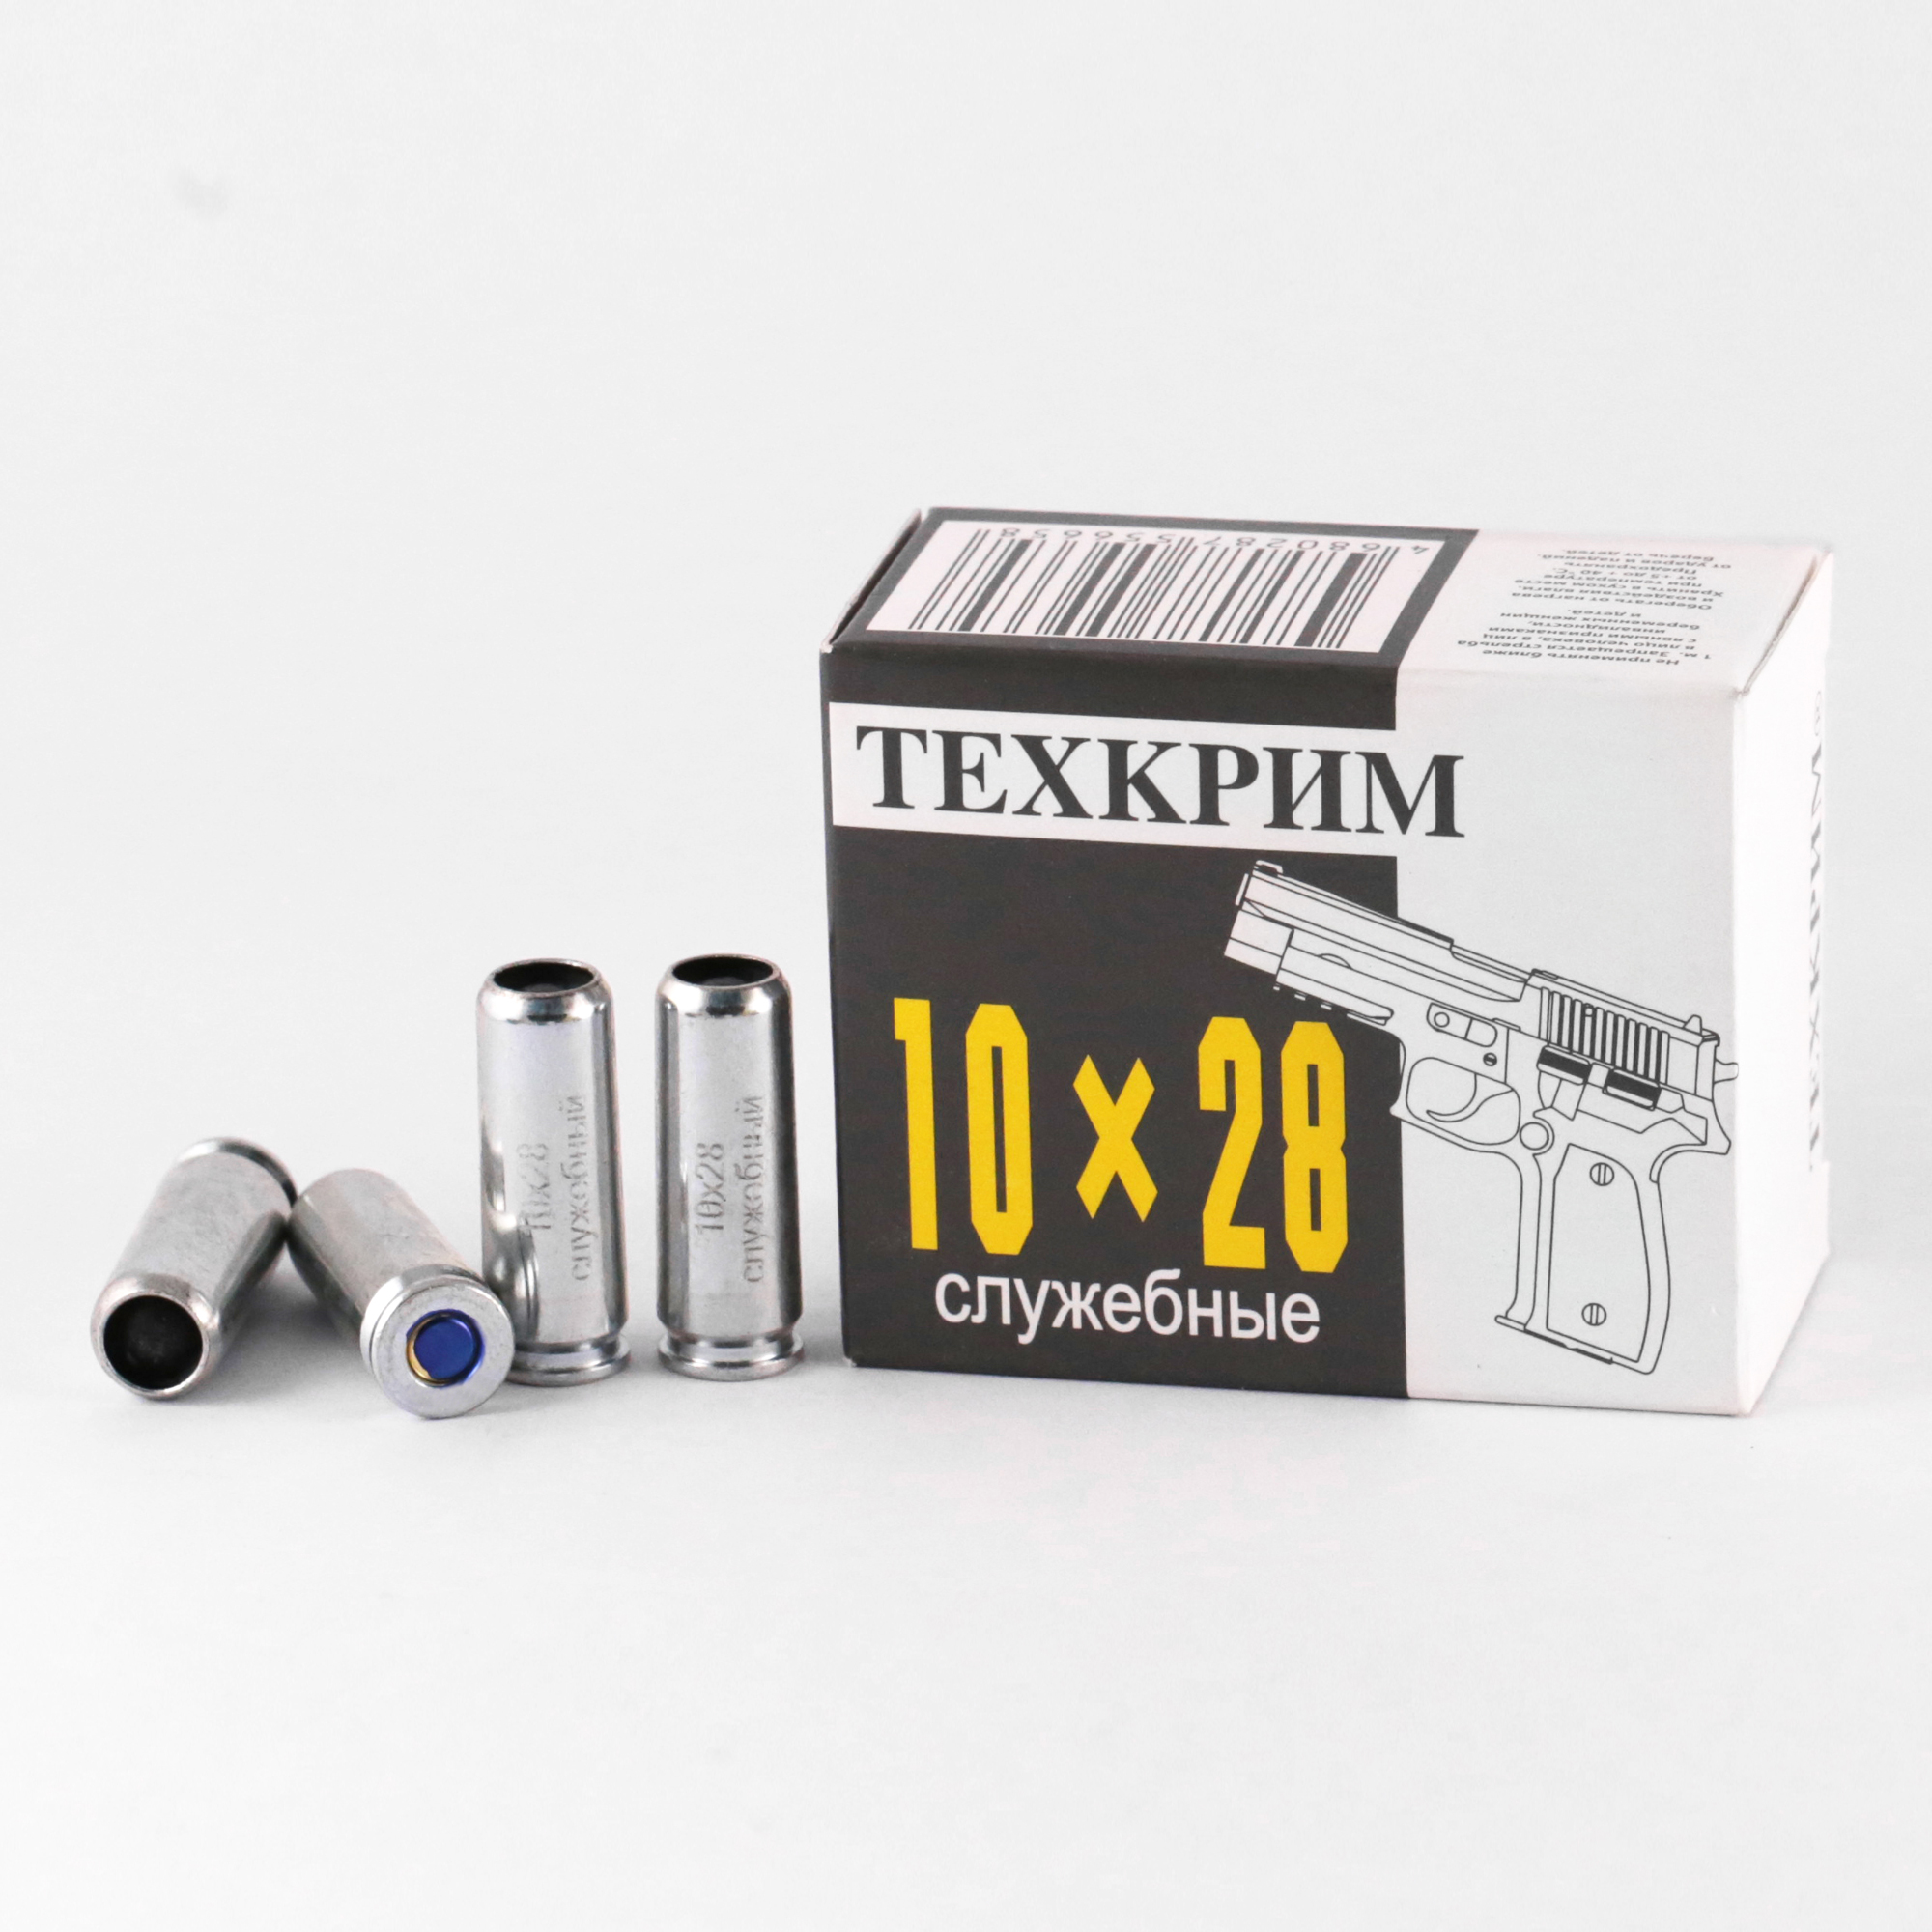 4 680287 556658
Не применять ближе
1 м. Запрещается стрельба
в лицо человека, в лиц
с явными признаками
инвалидности,
беременных женщин
и детей.
Оберегать от нагрева
и воздействия влаги.
Хранить в сухом месте
при температуре
от +5 до + 40 °C.
Предохранять
от ударов и падений.
Беречь от детей.
ТЕХКРИМ
10×28
служебные
ТЕХКРИМ
10х28
служебный
10х28
служебный